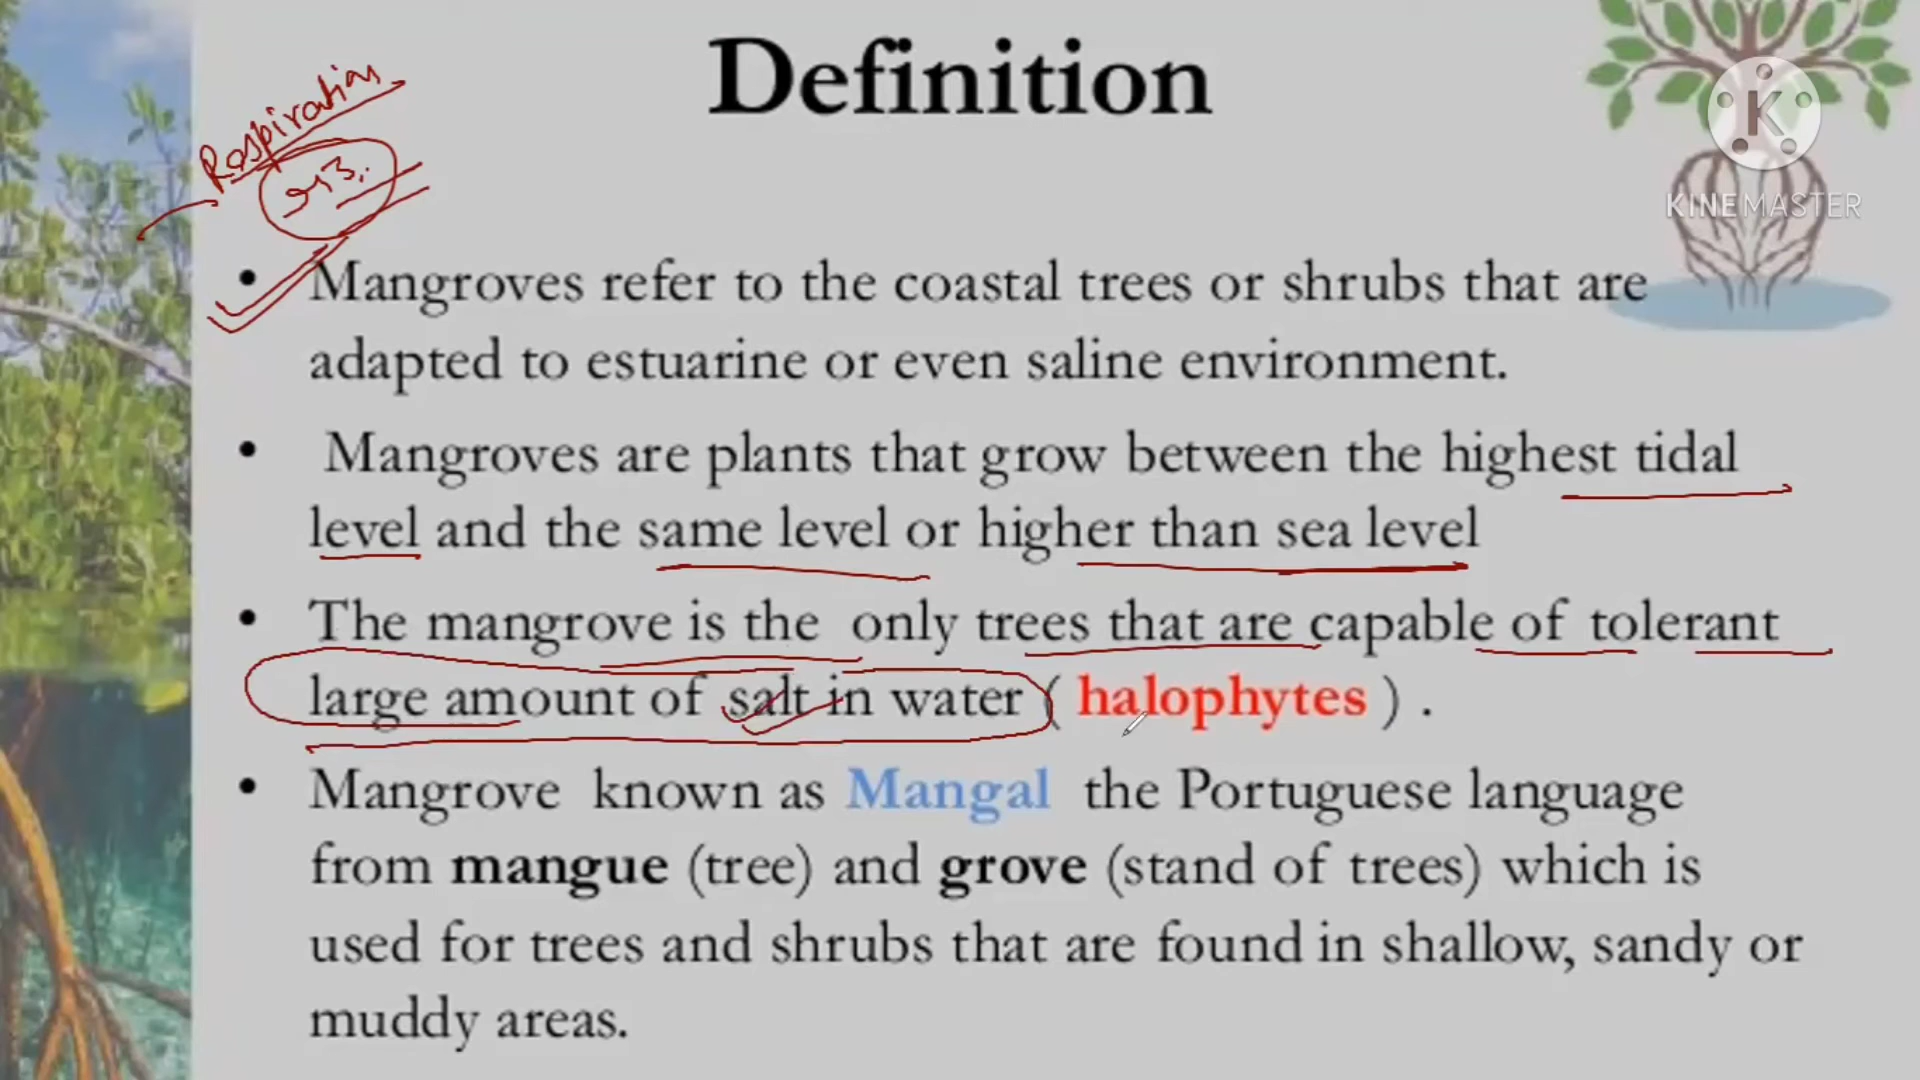 Definition
Respiration
K
KINEMASTER
• Mangroves refer to the coastal trees or shrubs that are
adapted to estuarine or even saline environment.
• Mangroves are plants that grow between the highest tidal
level and the same level or higher than sea level
• The mangrove is the only trees that are capable of tolerant
large amount of salt in water ( halophytes ) .
• Mangrove known as Mangal the Portuguese language
from mangue (tree) and grove (stand of trees) which is
used for trees and shrubs that are found in shallow, sandy or
muddy areas.